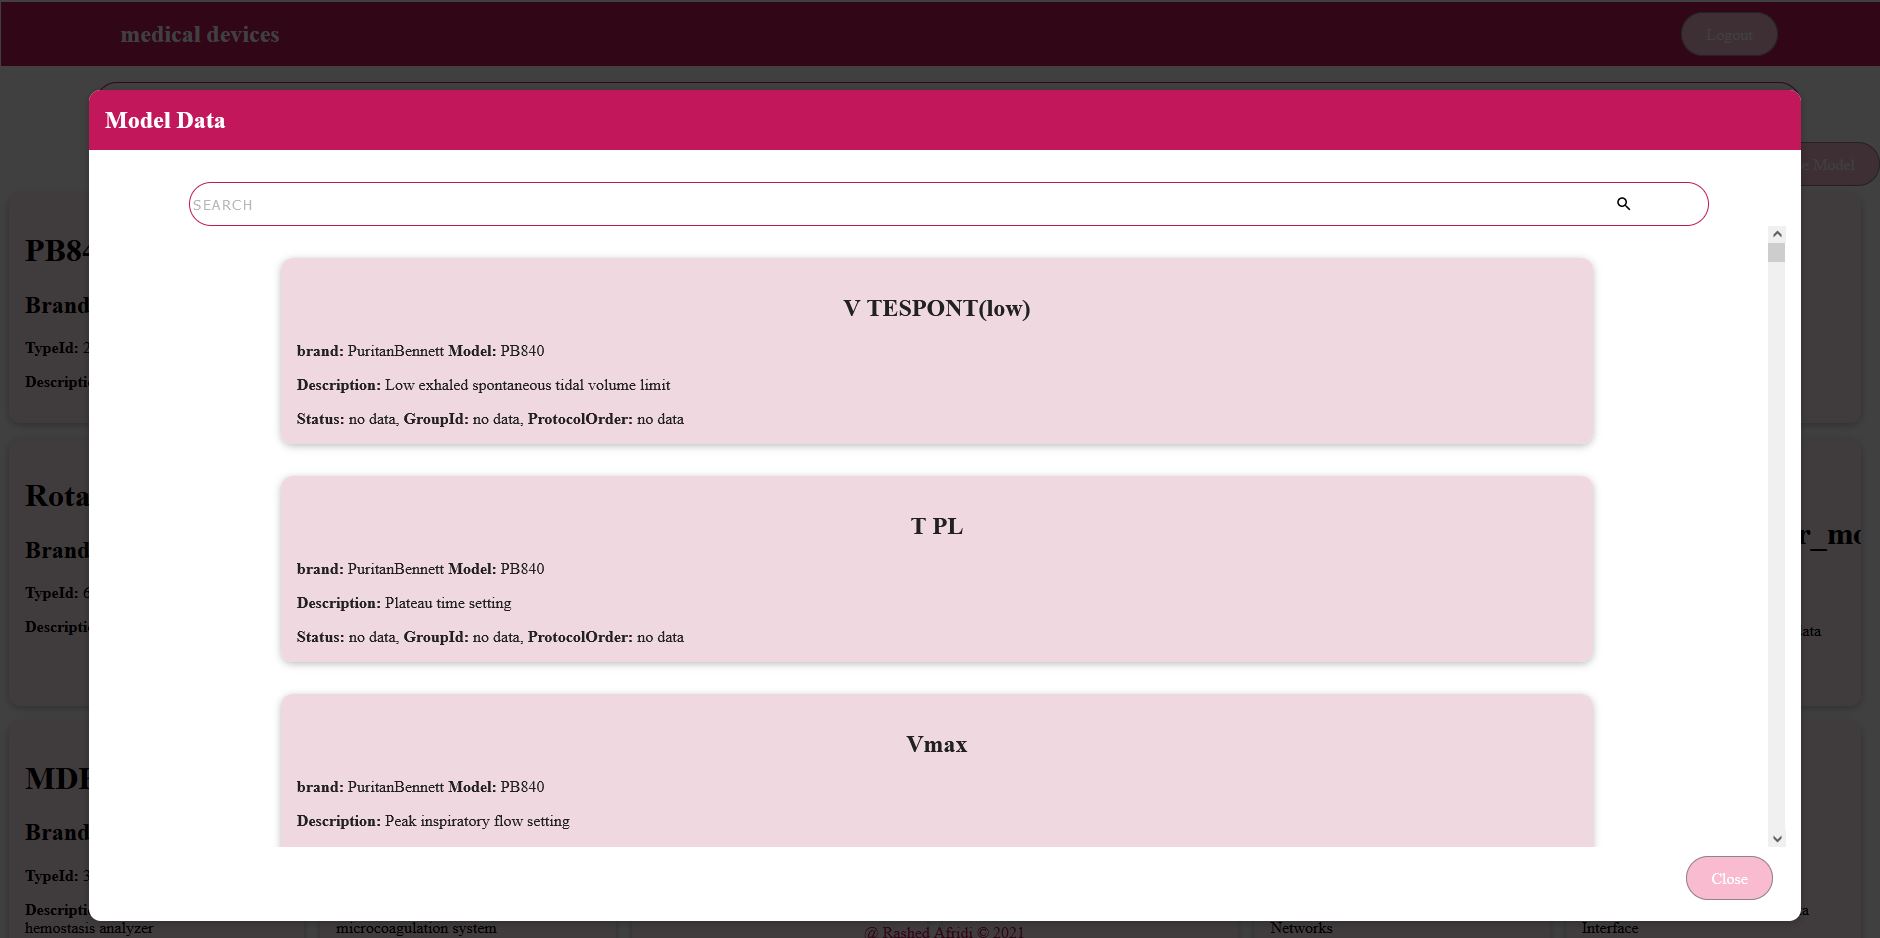 medical devices
Logout
Model Data
SEARCH
e Model
V TESPONT(low)
brand: PuritanBennett Model: PB840
Description: Low exhaled spontaneous tidal volume limit
Status: no data, GroupId: no data, ProtocolOrder: no data
T PL
brand: PuritanBennett Model: PB840
Description: Plateau time setting
Status: no data, GroupId: no data, ProtocolOrder: no data
Vmax
brand: PuritanBennett Model: PB840
Description: Peak inspiratory flow setting
Close
PB84
Brand
TypeId: 2
Descripti
Rota
Brand
TypeId: 6
Descripti
r_mo
ata
Brand
TypeId: 3
Descripti
hemostasis analyzer
microcoagulation system
@ Rashed Afridi © 2021
Networks
a
Interface